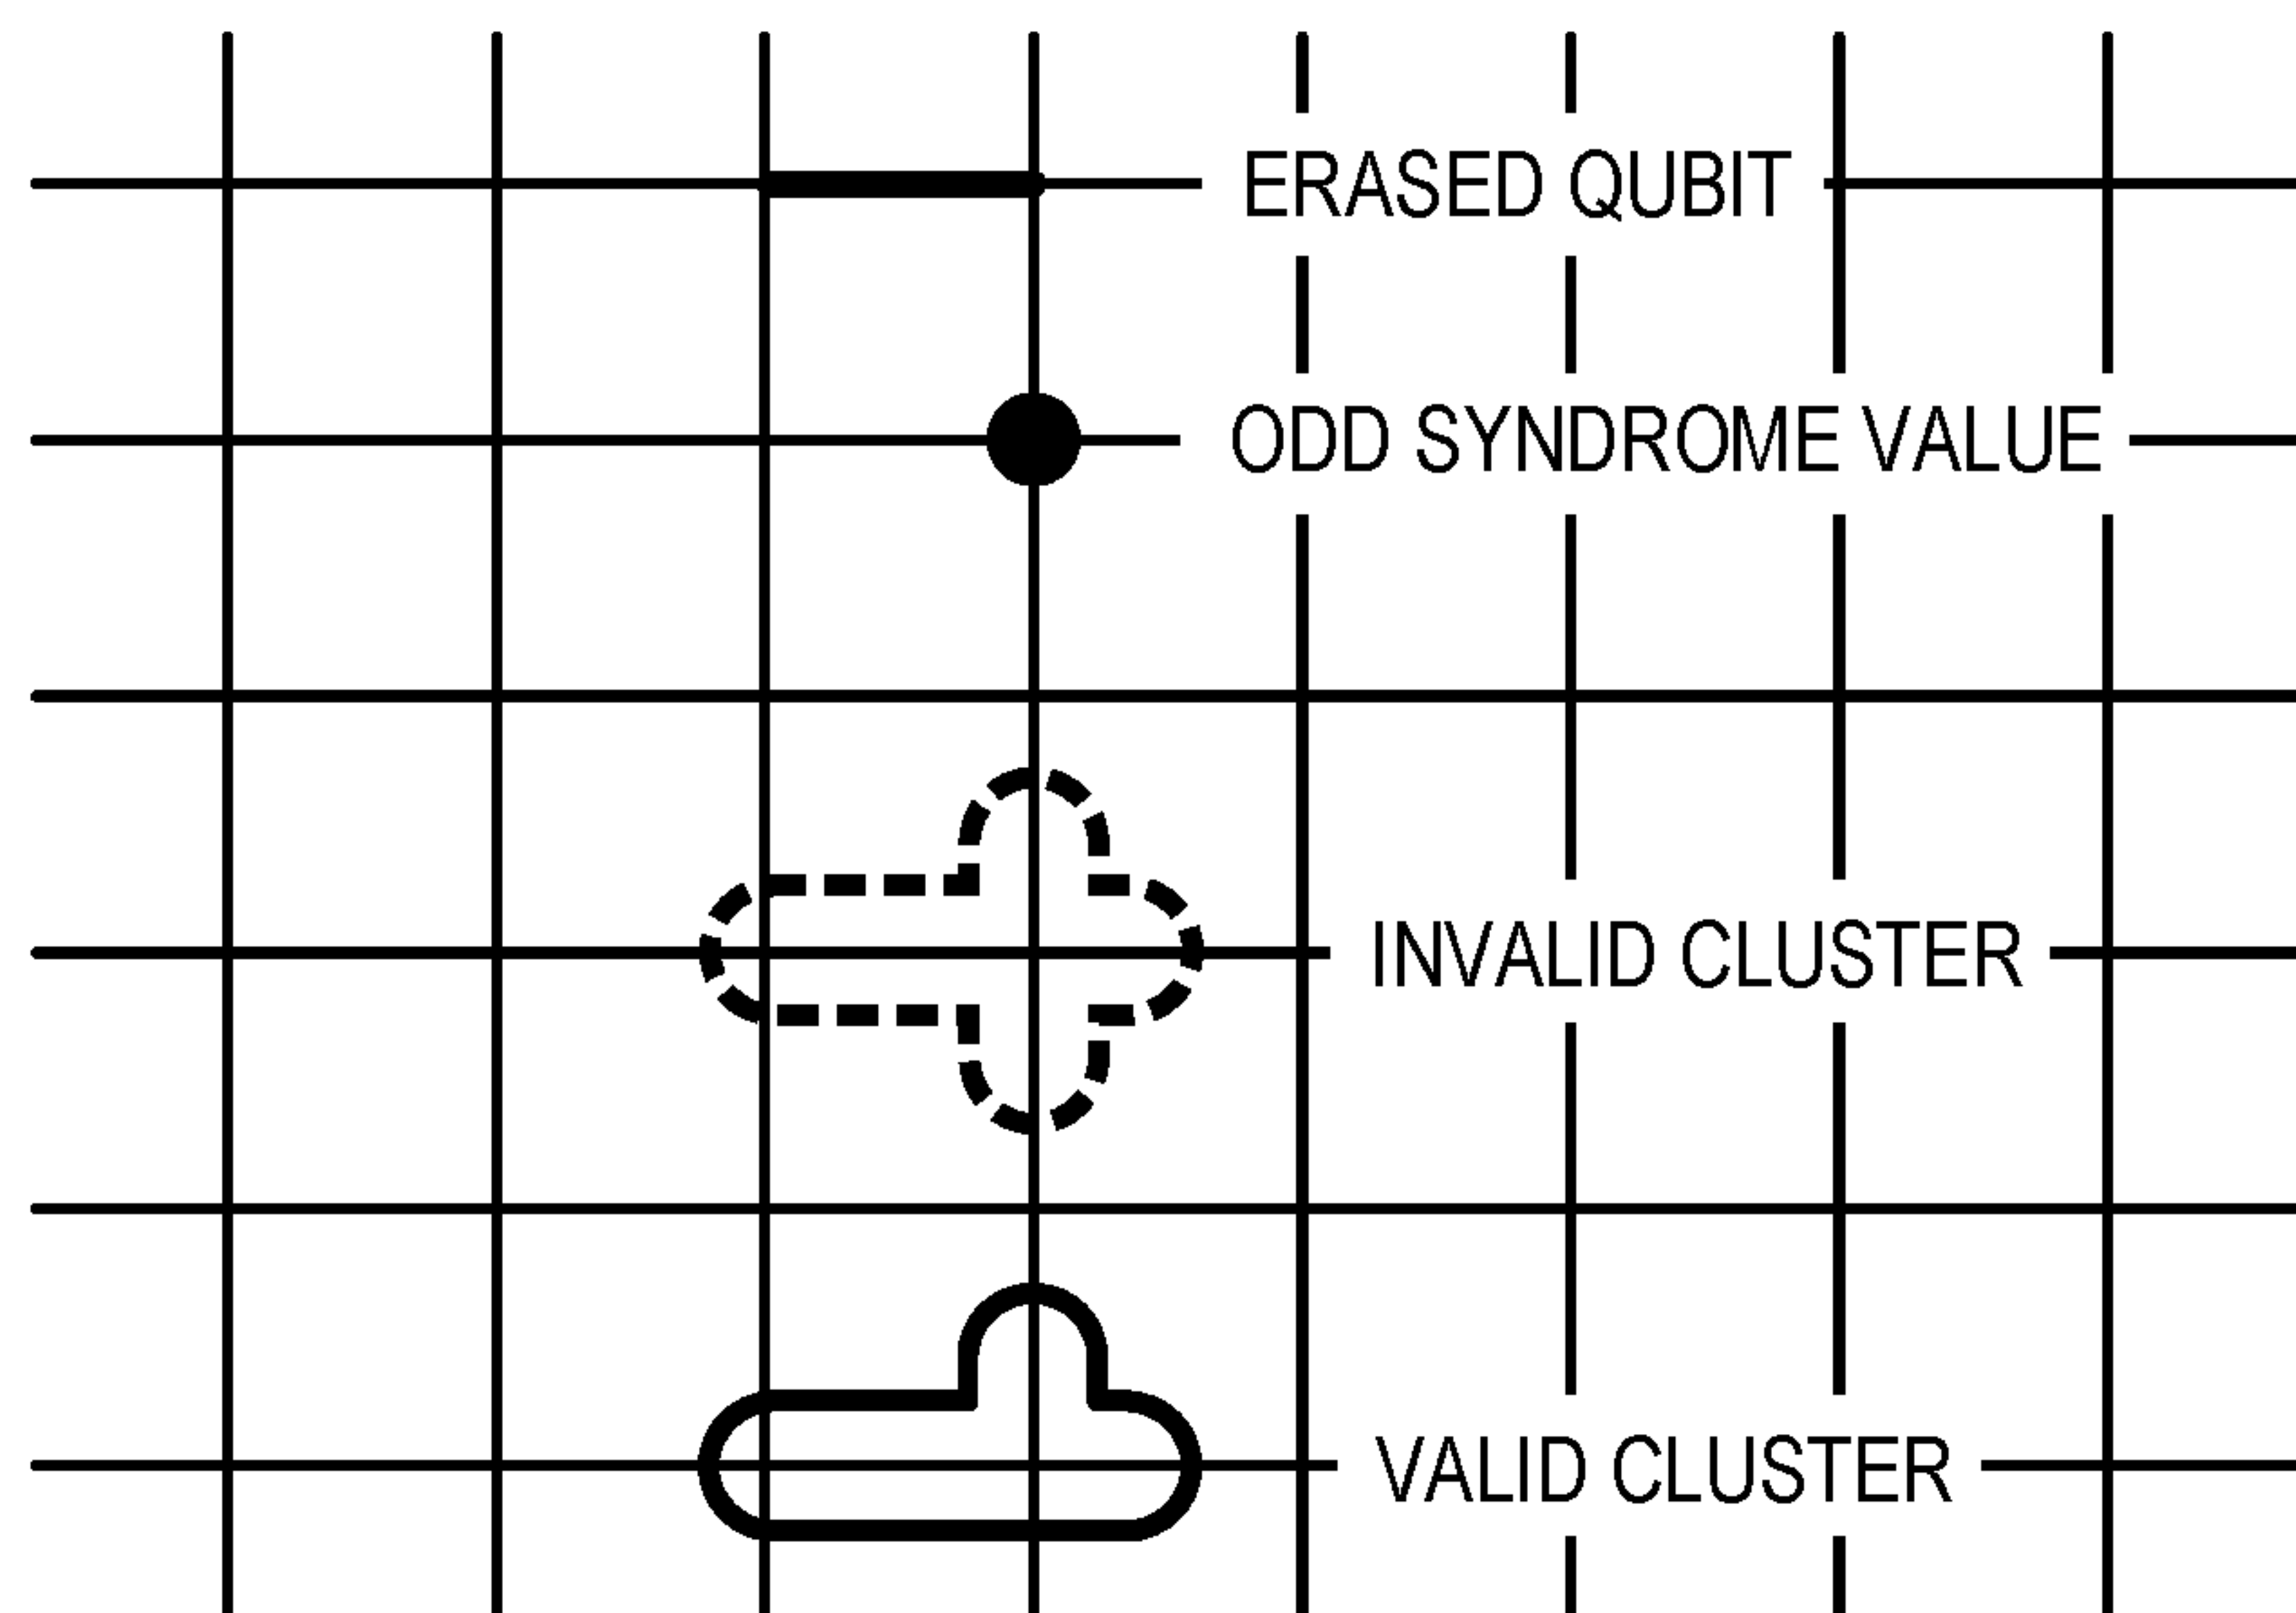 ERASED QUBIT
ODD SYNDROME VALUE
INVALID CLUSTER
VALID CLUSTER